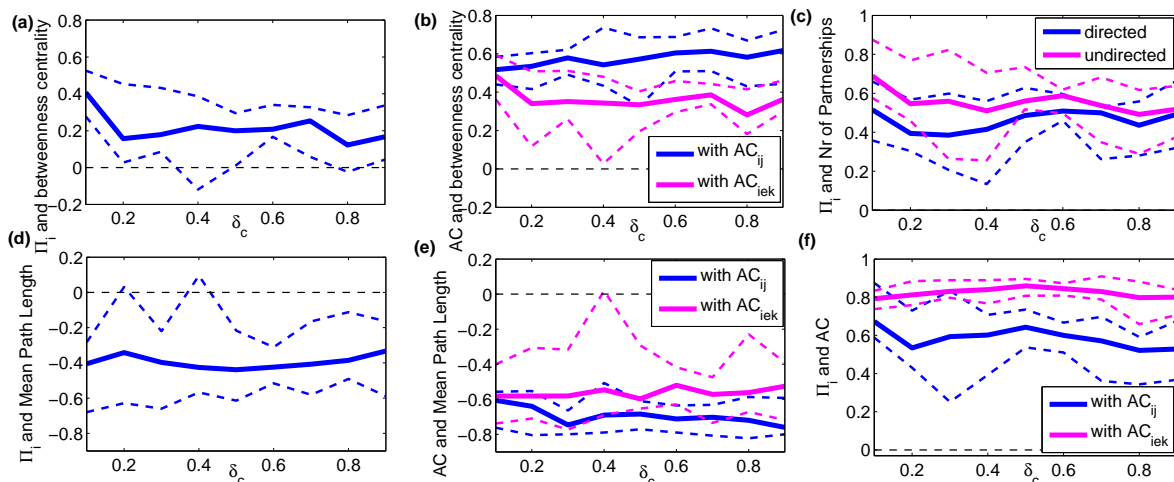 (a)
Π_i and betweenness centrality
0.8
0.6
0.4
0.2
0
−0.2
0.2
0.4
0.6
0.8
δ_c
(b)
AC and betweenness centrality
0.8
0.6
0.4
0.2
0
0.2
0.2
0.4
0.6
0.8
δ_c
with AC_ij
with AC_iek
(c)
Π_i and Nr of Partnerships
1
0.8
0.6
0.4
0.2
0
0.2
0.4
0.6
0.8
δ_c
directed
undirected
(d)
Π_i and Mean Path Length
0.2
0
−0.2
−0.4
−0.6
−0.8
0.2
0.4
0.6
0.8
δ_c
(e)
AC and Mean Path Length
0.2
0
−0.2
−0.4
−0.6
−0.8
0.2
0.4
0.6
0.8
δ_c
with AC_ij
with AC_iek
(f)
Π_i and AC
1
0.8
0.6
0.4
0.2
0
0.2
0.4
0.6
0.8
δ_c
with AC_ij
with AC_iek